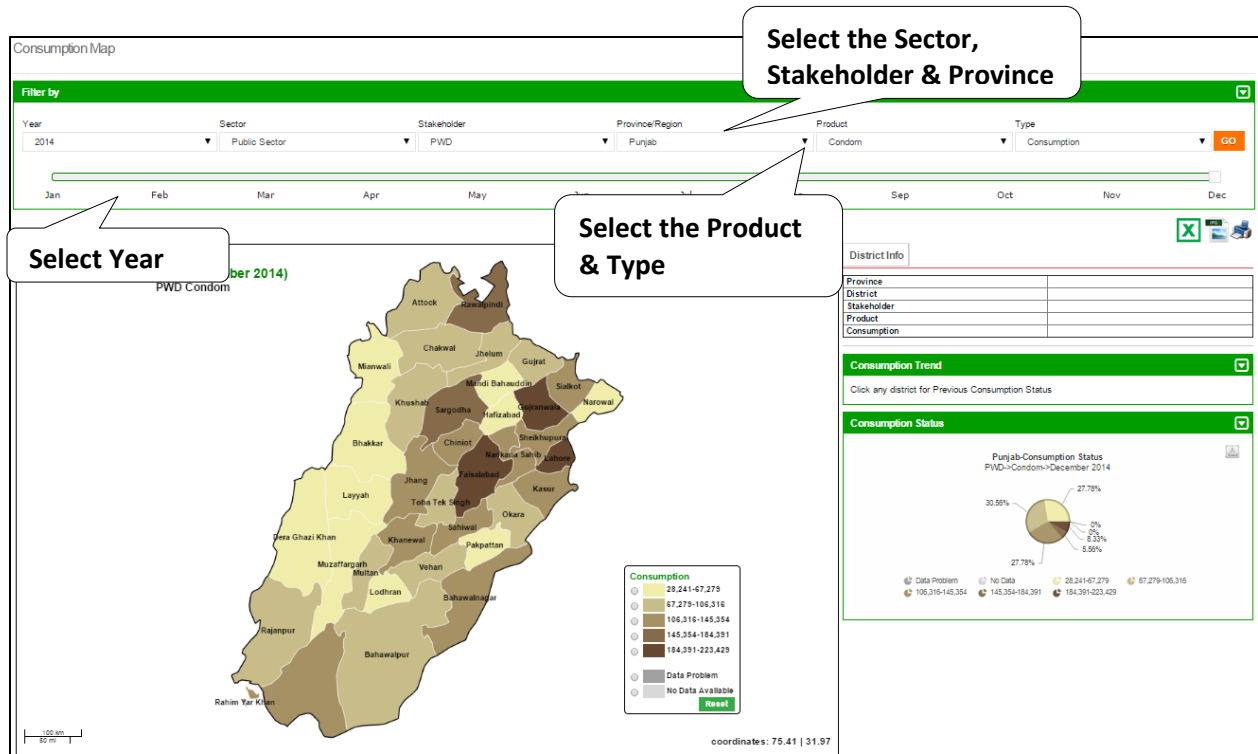 Consumption Map
Select the Sector,
Stakeholder & Province
Filter by
Year
Sector
Stakeholder
Province/Region
Product
Type
2014
Public Sector
PWD
Punjab
Condom
Consumption
GO
Jan Feb Mar Apr May Sep Oct Nov Dec
Select Year
Select the Product
& Type
ber 2014)
PWD Condom
Attock
Rawalpindi
Chakwal
Jhelum
Gujrat
Mianwali
Mandi Bahauddin
Sialkot
Khushab
Sargodha
Gujranwala
Narowal
Hafizabad
Bhakkar
Chiniot
Sheikhupura
Nankana Sahib
Lahore
Faisalabad
Jhang
Kasur
Layyah
Toba Tek Singh
Okara
Sahiwal
Dera Ghazi Khan
Khanewal
Pakpattan
Muzaffargarh
Multan
Vehari
Lodhran
Bahawalnagar
Rajanpur
Bahawalpur
Rahim Yar Khan
Consumption
28,241-67,279
67,279-106,316
106,316-145,354
145,354-184,391
184,391-223,429
Data Problem
No Data Available
Reset
100 km
60 mi
coordinates: 75.41 | 31.97
District Info
Province
District
Stakeholder
Product
Consumption
Consumption Trend
Click any district for Previous Consumption Status
Consumption Status
Punjab-Consumption Status
PWD->Condom->December 2014
27.78%
30.56%
0%
0%
8.33%
5.56%
27.78%
Data Problem No Data 28,241-67,279 67,279-106,316
106,316-145,354 145,354-184,391 184,391-223,429